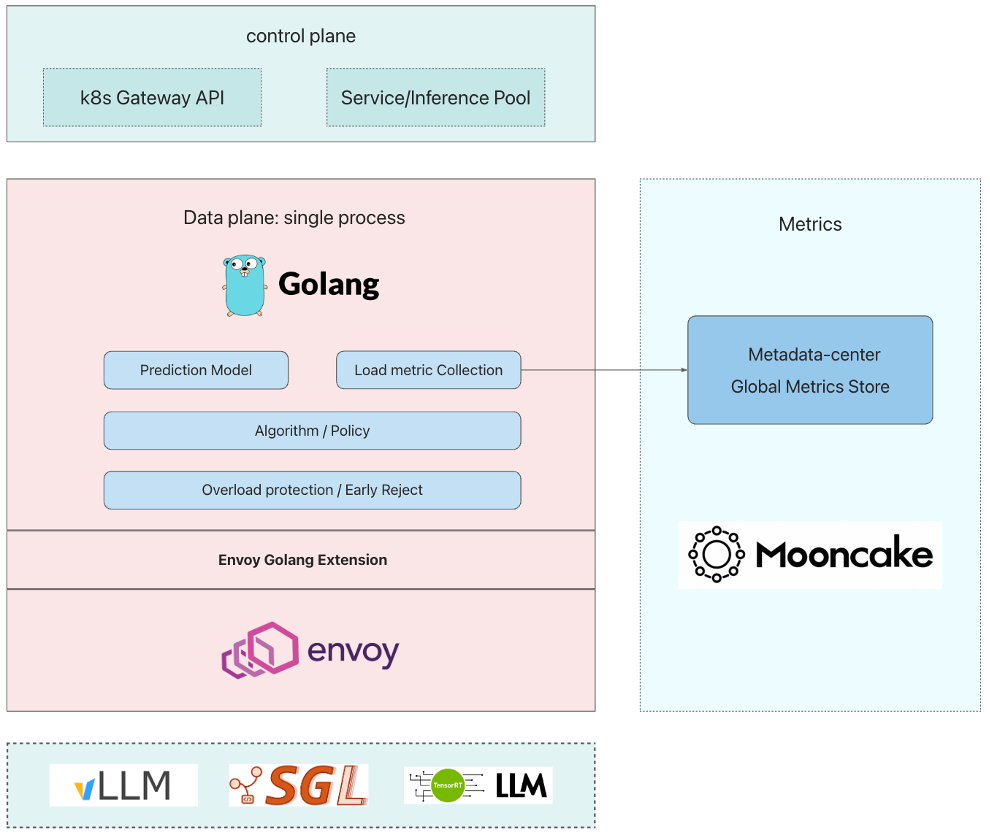 control plane
k8s Gateway API
Service/Inference Pool
Data plane: single process
Golang
Prediction Model
Load metric Collection
Algorithm / Policy
Overload protection / Early Reject
Envoy Golang Extension
envoy
Metrics
Metadata-center
Global Metrics Store
Mooncake
vLLM
SGL
TensorRT LLM